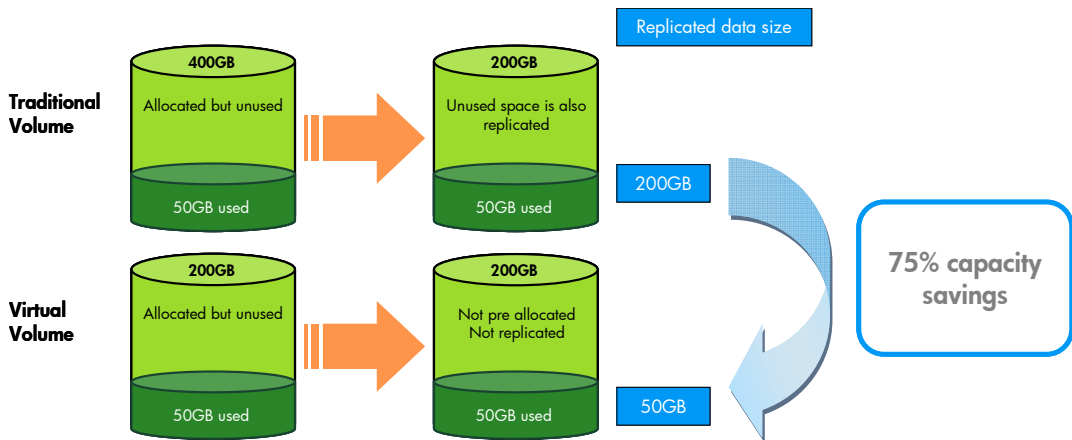 Replicated data size
Traditional
Volume
400GB
Allocated but unused
50GB used
200GB
Unused space is also
replicated
50GB used
200GB
75% capacity
savings
Virtual
Volume
200GB
Allocated but unused
50GB used
200GB
Not pre allocated
Not replicated
50GB used
50GB